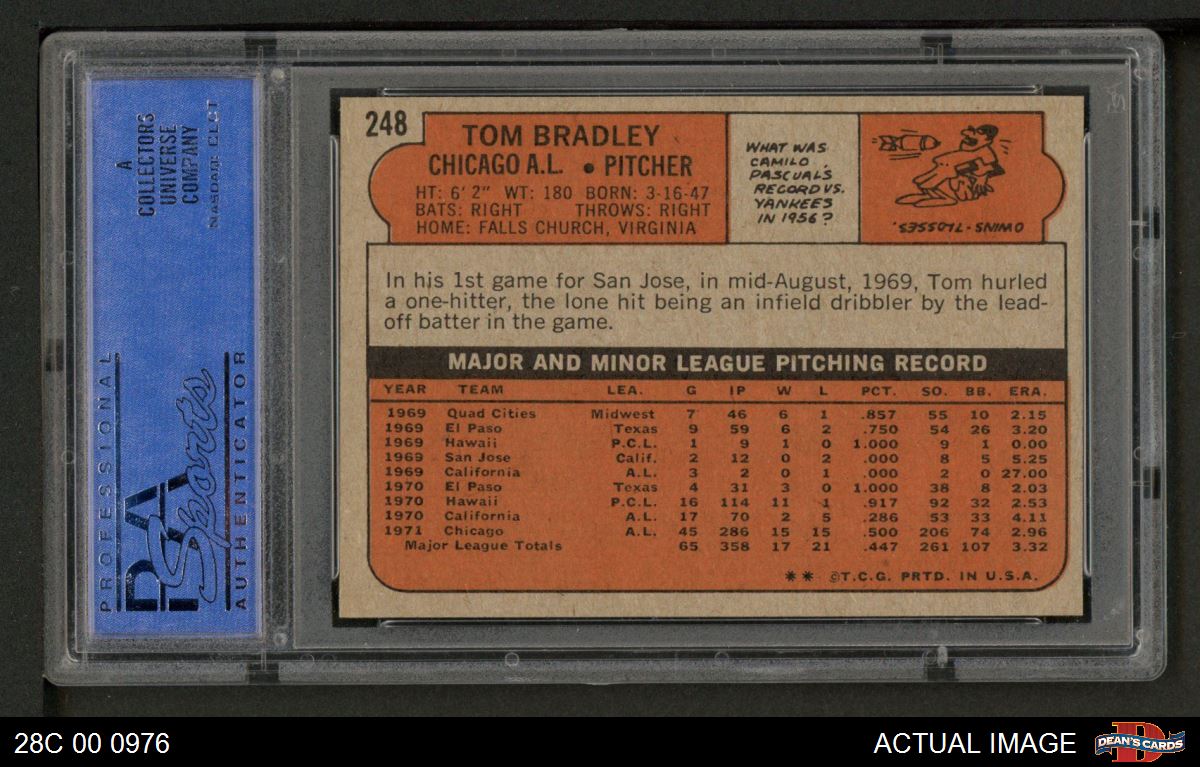 A
COLLECTORS
UNIVERSE
COMPANY
NASDAQ: CLCT
PROFESSIONAL
PSA
Sports
AUTHENTICATOR
248
TOM BRADLEY
CHICAGO A.L. • PITCHER
HT: 6' 2" WT: 180 BORN: 3-16-47
BATS: RIGHT THROWS: RIGHT
HOME: FALLS CHURCH, VIRGINIA
WHAT WAS
CAMILO
PASCUAL'S
RECORD VS.
YANKEES
IN 1956?
OWINS-7LOSSES.
In his 1st game for San Jose, in mid-August, 1969, Tom hurled
a one-hitter, the lone hit being an infield dribbler by the lead-
off batter in the game.
MAJOR AND MINOR LEAGUE PITCHING RECORD
YEAR TEAM LEA. G IP W L PCT. SO. BB. ERA.
1969 Quad Cities Midwest 7 46 6 1 .857 55 10 2.15
1969 El Paso Texas 9 59 6 2 .750 54 26 3.20
1969 Hawaii P.C.L. 1 9 1 0 1.000 9 1 0.00
1969 San Jose Calif. 2 12 0 2 .000 8 5 5.25
1969 California A.L. 3 2 0 1 .000 2 0 27.00
1970 El Paso Texas 4 31 3 0 1.000 38 8 2.03
1970 Hawaii P.C.L. 16 114 11 1 .917 92 32 2.53
1970 California A.L. 17 70 2 5 .286 53 33 4.11
1971 Chicago A.L. 45 286 15 15 .500 206 74 2.96
Major League Totals 65 358 17 21 .447 261 107 3.32
** ©T.C.G. PRTD. IN U.S.A.
28C 00 0976
ACTUAL IMAGE
D
DEAN'S CARDS